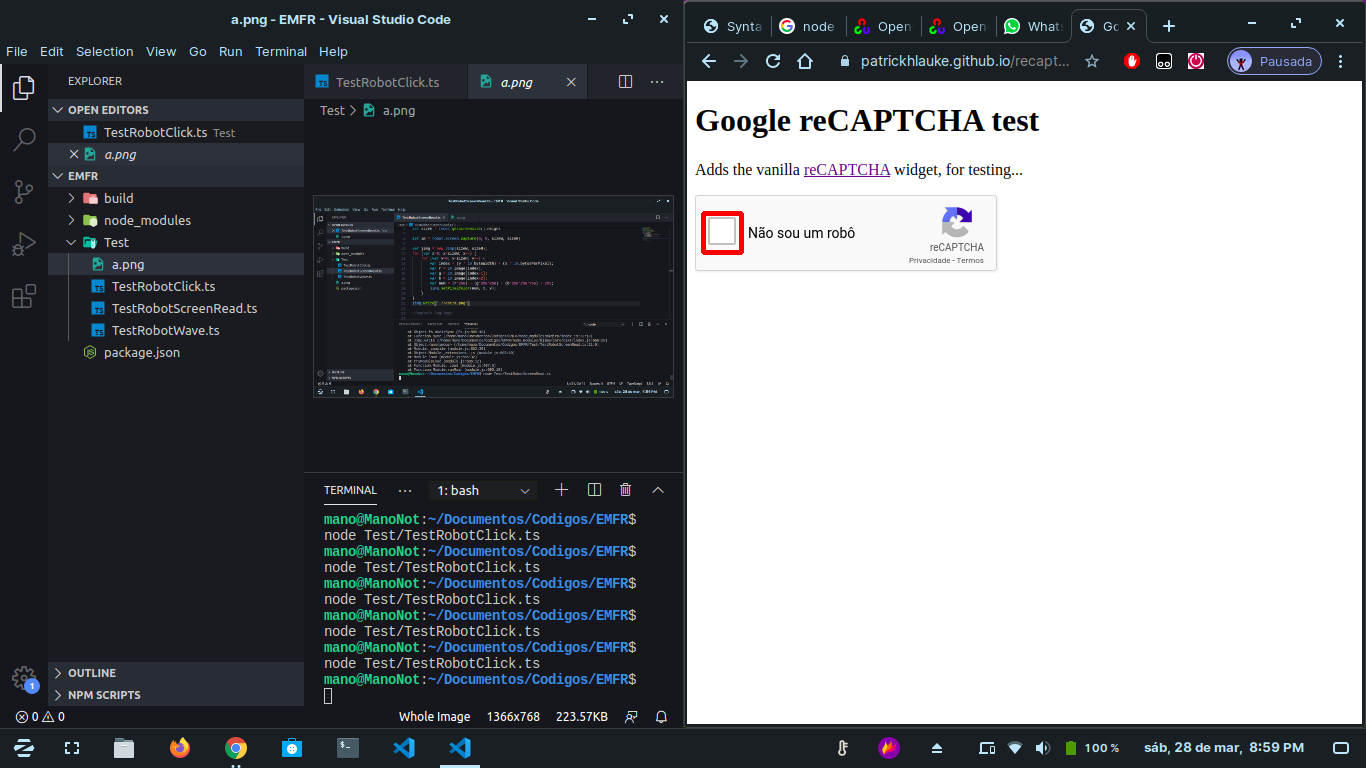 a.png - EMFR - Visual Studio Code
File Edit Selection View Go Run Terminal Help
EXPLORER
OPEN EDITORS
TestRobotClick.ts Test
a.png
EMFR
build
node_modules
Test
a.png
TestRobotClick.ts
TestRobotScreenRead.ts
TestRobotWave.ts
package.json
OUTLINE
NPM SCRIPTS
1
TestRobotClick.ts
a.png
Test > a.png
TERMINAL
1: bash
mano@ManoNot:~/Documentos/Codigos/EMFR$
node Test/TestRobotClick.ts
mano@ManoNot:~/Documentos/Codigos/EMFR$
node Test/TestRobotClick.ts
mano@ManoNot:~/Documentos/Codigos/EMFR$
node Test/TestRobotClick.ts
mano@ManoNot:~/Documentos/Codigos/EMFR$
node Test/TestRobotClick.ts
mano@ManoNot:~/Documentos/Codigos/EMFR$
node Test/TestRobotClick.ts
mano@ManoNot:~/Documentos/Codigos/EMFR$
0 0
Whole Image 1366x768 223.57KB
Synta
node
Open
Open
Whats
Go
patrickhlauke.github.io/recapt...
Pausada
Google reCAPTCHA test
Adds the vanilla reCAPTCHA widget, for testing...
Não sou um robô
reCAPTCHA
Privacidade - Termos
100 %
sáb, 28 de mar, 8:59 PM